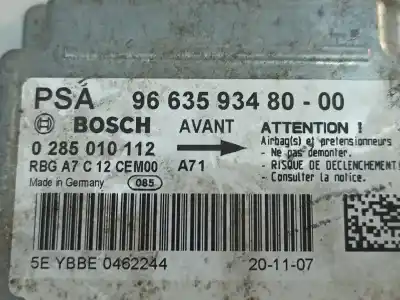 PSA 96 635 934 80 - 00
BOSCH AVANT
0 285 010 112
RBG A7 C 12 CEM00 A71
Made in Germany 085
ATTENTION !
Airbag(s) et pretensionneurs
- Ne pas demonter.
- RISQUE DE DECLENCHEMENT!
- Consulter la notice.
5E YBBE 0462244 20-11-07